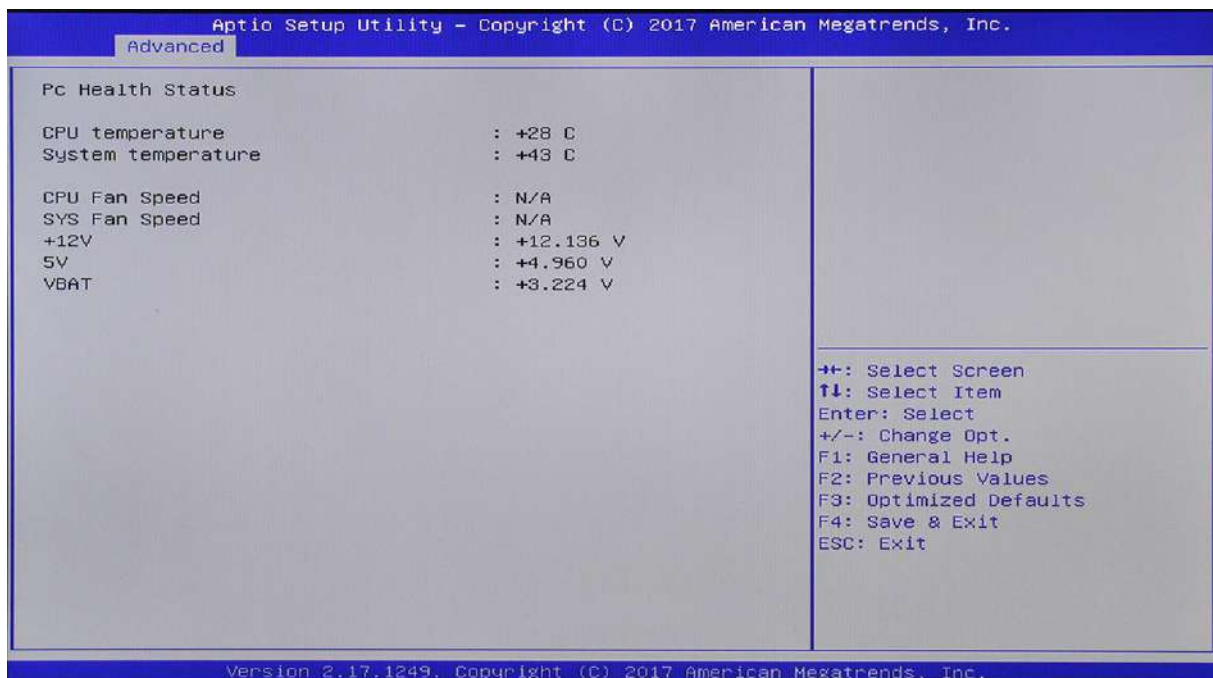 Aptio Setup Utility – Copyright (C) 2017 American Megatrends, Inc.
Advanced
Pc Health Status
CPU temperature : +28 C
System temperature : +43 C
CPU Fan Speed : N/A
SYS Fan Speed : N/A
+12V : +12.136 V
5V : +4.960 V
VBAT : +3.224 V
→←: Select Screen
↑↓: Select Item
Enter: Select
+/-: Change Opt.
F1: General Help
F2: Previous Values
F3: Optimized Defaults
F4: Save & Exit
ESC: Exit
Version 2.17.1249. Copyright (C) 2017 American Megatrends, Inc.